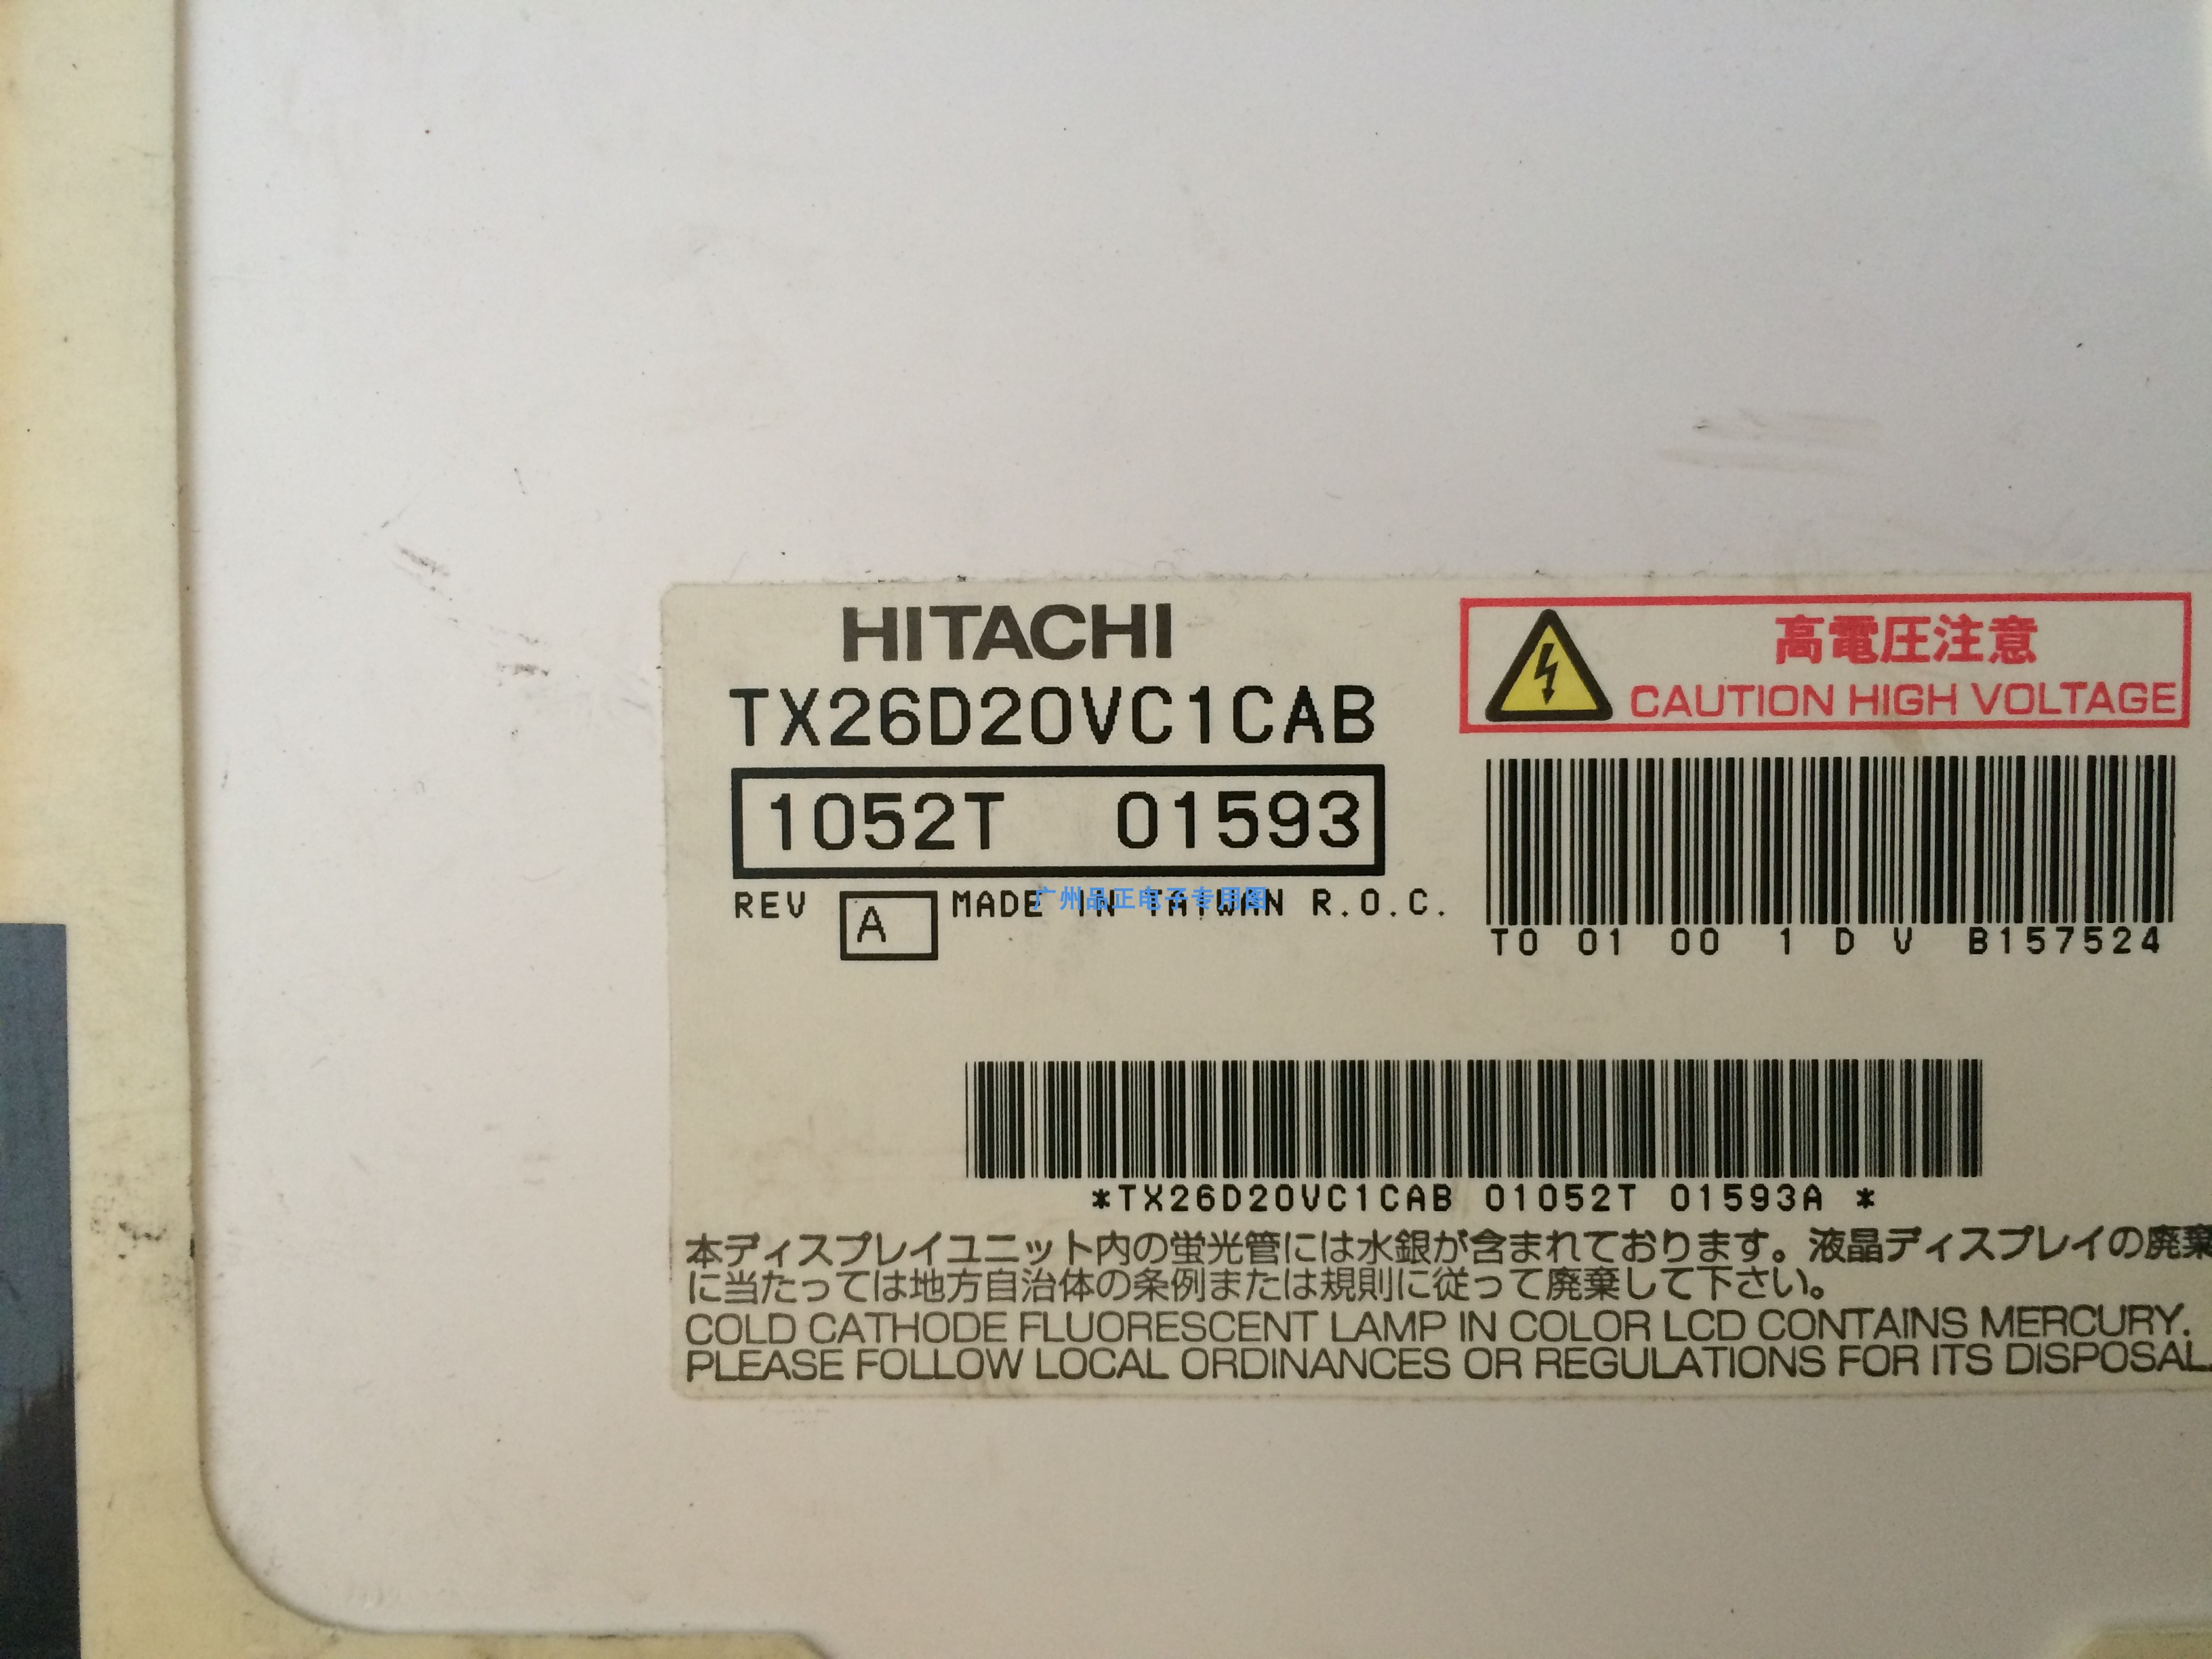 HITACHI
TX26D20VC1CAB
1052T 01593
REV A MADE IN TAIWAN R.O.C.
广州品正电子专用图
高電圧注意
CAUTION HIGH VOLTAGE
T0 01 00 1 D V B157524
*TX26D20VC1CAB 01052T 01593A *
本ディスプレイユニット内の蛍光管には水銀が含まれております。液晶ディスプレイの廃棄
に当たっては地方自治体の条例または規則に従って廃棄して下さい。
COLD CATHODE FLUORESCENT LAMP IN COLOR LCD CONTAINS MERCURY.
PLEASE FOLLOW LOCAL ORDINANCES OR REGULATIONS FOR ITS DISPOSAL.